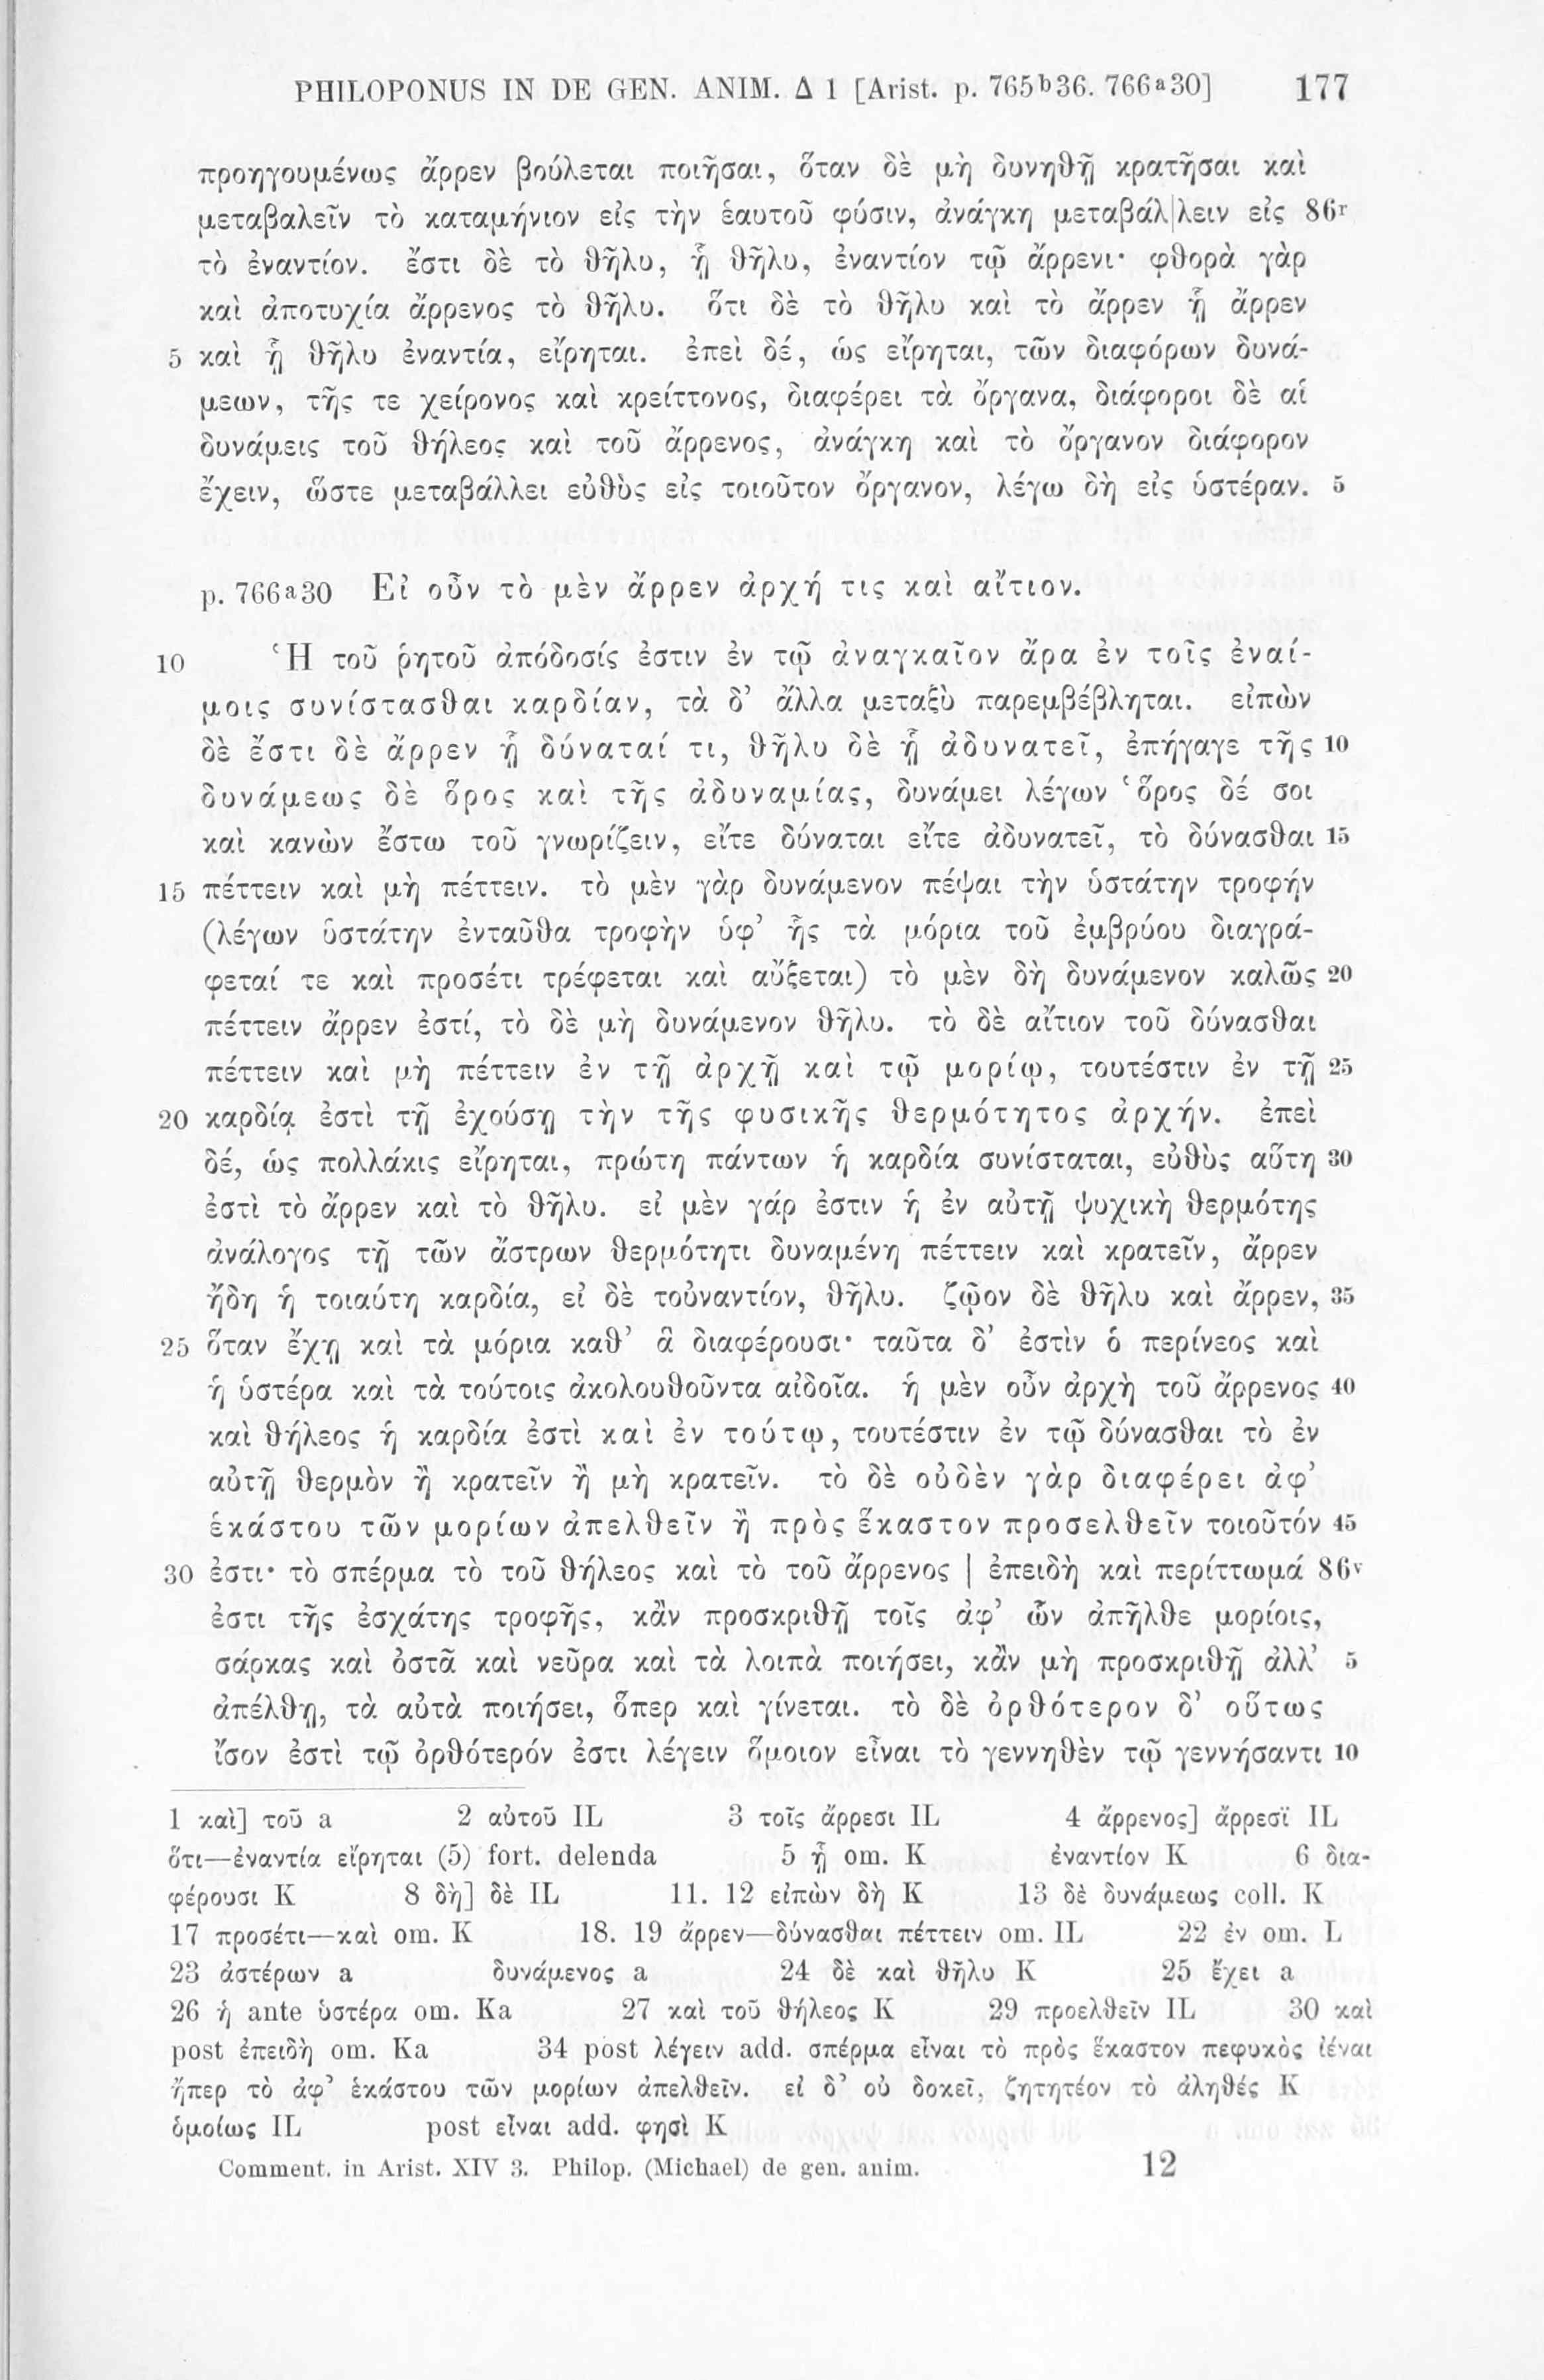 PHILOPONUS IN DE GEN. ANIM. Δ 1 [Arist. p. 765b36. 766a30] 177
προηγουμένως ἄρρεν βούλεται ποιῆσαι, ὅταν δὲ μὴ δυνηθῇ κρατῆσαι καὶ
μεταβαλεῖν τὸ καταμήνιον εἰς τὴν ἑαυτοῦ φύσιν, ἀνάγκη μεταβάλ|λειν εἰς 86r
τὸ ἐναντίον. ἔστι δὲ τὸ θῆλυ, ᾗ θῆλυ, ἐναντίον τῷ ἄρρενι· φθορὰ γὰρ
καὶ ἀποτυχία ἄρρενος τὸ θῆλυ. ὅτι δὲ τὸ θῆλυ καὶ τὸ ἄρρεν ᾗ ἄρρεν
5 καὶ ᾗ θῆλυ ἐναντία, εἴρηται. ἐπεὶ δέ, ὡς εἴρηται, τῶν διαφόρων δυνά-
μεων, τῆς τε χείρονος καὶ κρείττονος, διαφέρει τὰ ὄργανα, διάφοροι δὲ αἱ
δυνάμεις τοῦ θήλεος καὶ τοῦ ἄρρενος, ἀνάγκη καὶ τὸ ὄργανον διάφορον
ἔχειν, ὥστε μεταβάλλει εὐθὺς εἰς τοιοῦτον ὄργανον, λέγω δὴ εἰς ὑστέραν. 5
p. 766a30 Εἰ οὖν τὸ μὲν ἄρρεν ἀρχή τις καὶ αἴτιον.
10 Ἡ τοῦ ῥητοῦ ἀπόδοσίς ἐστιν ἐν τῷ ἀναγκαῖον ἄρα ἐν τοῖς ἐναί-
μοις συνίστασθαι καρδίαν, τὰ δ’ ἄλλα μεταξὺ παρεμβέβληται. εἰπὼν
δὲ ἔστι δὲ ἄρρεν ᾗ δύναταί τι, θῆλυ δὲ ᾗ ἀδυνατεῖ, ἐπήγαγε τῆς 10
δυνάμεως δὲ ὅρος καὶ τῆς ἀδυναμίας, δυνάμει λέγων ‘ὅρος δέ σοι
καὶ κανὼν ἔστω τοῦ γνωρίζειν, εἴτε δύναται εἴτε ἀδυνατεῖ, τὸ δύνασθαι 15
15 πέττειν καὶ μὴ πέττειν. τὸ μὲν γὰρ δυνάμενον πέψαι τὴν ὑστάτην τροφήν
(λέγων ὑστάτην ἐνταῦθα τροφὴν ὑφ’ ἧς τὰ μόρια τοῦ ἐμβρύου διαγρά-
φεταί τε καὶ προσέτι τρέφεται καὶ αὔξεται) τὸ μὲν δὴ δυνάμενον καλῶς 20
πέττειν ἄρρεν ἐστί, τὸ δὲ μὴ δυνάμενον θῆλυ. τὸ δὲ αἴτιον τοῦ δύνασθαι
πέττειν καὶ μὴ πέττειν ἐν τῇ ἀρχῇ καὶ τῷ μορίῳ, τουτέστιν ἐν τῇ 25
20 καρδίᾳ ἐστὶ τῇ ἐχούσῃ τὴν τῆς φυσικῆς θερμότητος ἀρχήν. ἐπεὶ
δέ, ὡς πολλάκις εἴρηται, πρώτη πάντων ἡ καρδία συνίσταται, εὐθὺς αὕτη 30
ἐστὶ τὸ ἄρρεν καὶ τὸ θῆλυ. εἰ μὲν γάρ ἐστιν ἡ ἐν αὐτῇ ψυχικὴ θερμότης
ἀνάλογος τῇ τῶν ἄστρων θερμότητι δυναμένη πέττειν καὶ κρατεῖν, ἄρρεν
ἤδη ἡ τοιαύτη καρδία, εἰ δὲ τοὐναντίον, θῆλυ. ζῷον δὲ θῆλυ καὶ ἄρρεν, 35
25 ὅταν ἔχῃ καὶ τὰ μόρια καθ’ ἃ διαφέρουσι· ταῦτα δ’ ἐστὶν ὁ περίνεος καὶ
ἡ ὑστέρα καὶ τὰ τούτοις ἀκολουθοῦντα αἰδοῖα. ἡ μὲν οὖν ἀρχὴ τοῦ ἄρρενος 40
καὶ θήλεος ἡ καρδία ἐστὶ καὶ ἐν τούτῳ, τουτέστιν ἐν τῷ δύνασθαι τὸ ἐν
αὐτῇ θερμὸν ἢ κρατεῖν ἢ μὴ κρατεῖν. τὸ δὲ οὐδὲν γὰρ διαφέρει ἀφ’
ἑκάστου τῶν μορίων ἀπελθεῖν ἢ πρὸς ἕκαστον προσελθεῖν τοιοῦτόν 45
30 ἐστι· τὸ σπέρμα τὸ τοῦ θήλεος καὶ τὸ τοῦ ἄρρενος | ἐπειδὴ καὶ περίττωμά 86v
ἐστι τῆς ἐσχάτης τροφῆς, κἂν προσκριθῇ τοῖς ἀφ’ ὧν ἀπῆλθε μορίοις,
σάρκας καὶ ὀστᾶ καὶ νεῦρα καὶ τὰ λοιπὰ ποιήσει, κἂν μὴ προσκριθῇ ἀλλ’ 5
ἀπέλθῃ, τὰ αὐτὰ ποιήσει, ὅπερ καὶ γίνεται. τὸ δὲ ὀρθότερον δ’ οὕτως
ἴσον ἐστὶ τῷ ὀρθότερόν ἐστι λέγειν ὅμοιον εἶναι τὸ γεννηθὲν τῷ γεννήσαντι 10
1 καὶ] τοῦ a 2 αὐτοῦ IL 3 τοῖς ἄρρεσι IL 4 ἄρρενος] ἄρρεσϊ IL
ὅτι—ἐναντία εἴρηται (5) fort. delenda 5 ᾗ om. K ἐναντίον K 6 δια-
φέρουσι K 8 δὴ] δὲ IL 11. 12 εἰπὼν δὴ K 13 δὲ δυνάμεως coll. K
17 προσέτι—καὶ om. K 18. 19 ἄρρεν—δύνασθαι πέττειν om. IL 22 ἐν om. L
23 ἀστέρων a δυνάμενος a 24 δὲ καὶ θῆλυ K 25 ἔχει a
26 ἡ ante ὑστέρα om. Ka 27 καὶ τοῦ θήλεος K 29 προελθεῖν IL 30 καὶ
post ἐπειδὴ om. Ka 34 post λέγειν add. σπέρμα εἶναι τὸ πρὸς ἕκαστον πεφυκὸς ἰέναι
ἤπερ τὸ ἀφ’ ἑκάστου τῶν μορίων ἀπελθεῖν. εἰ δ’ οὐ δοκεῖ, ζητητέον τὸ ἀληθές K
ὁμοίως IL post εἶναι add. φησὶ K
Comment. in Arist. XIV 3. Philop. (Michael) de gen. anim. 12